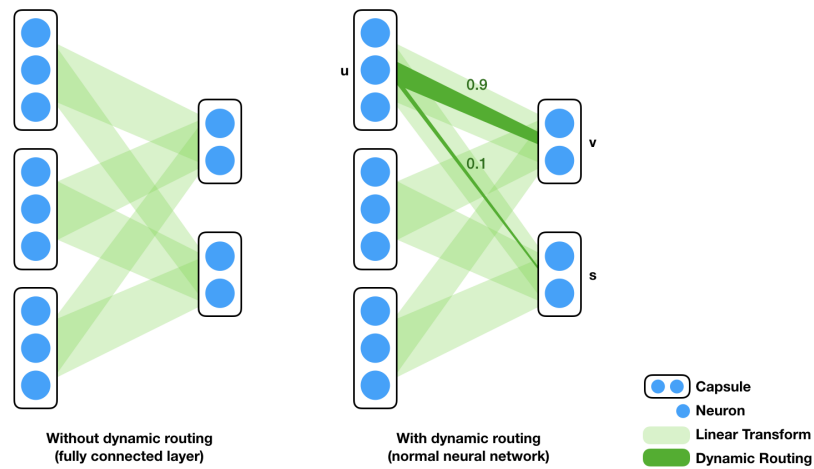 u
0.9
v
0.1
s
Capsule
Neuron
Linear Transform
Dynamic Routing
Without dynamic routing
(fully connected layer)
With dynamic routing
(normal neural network)